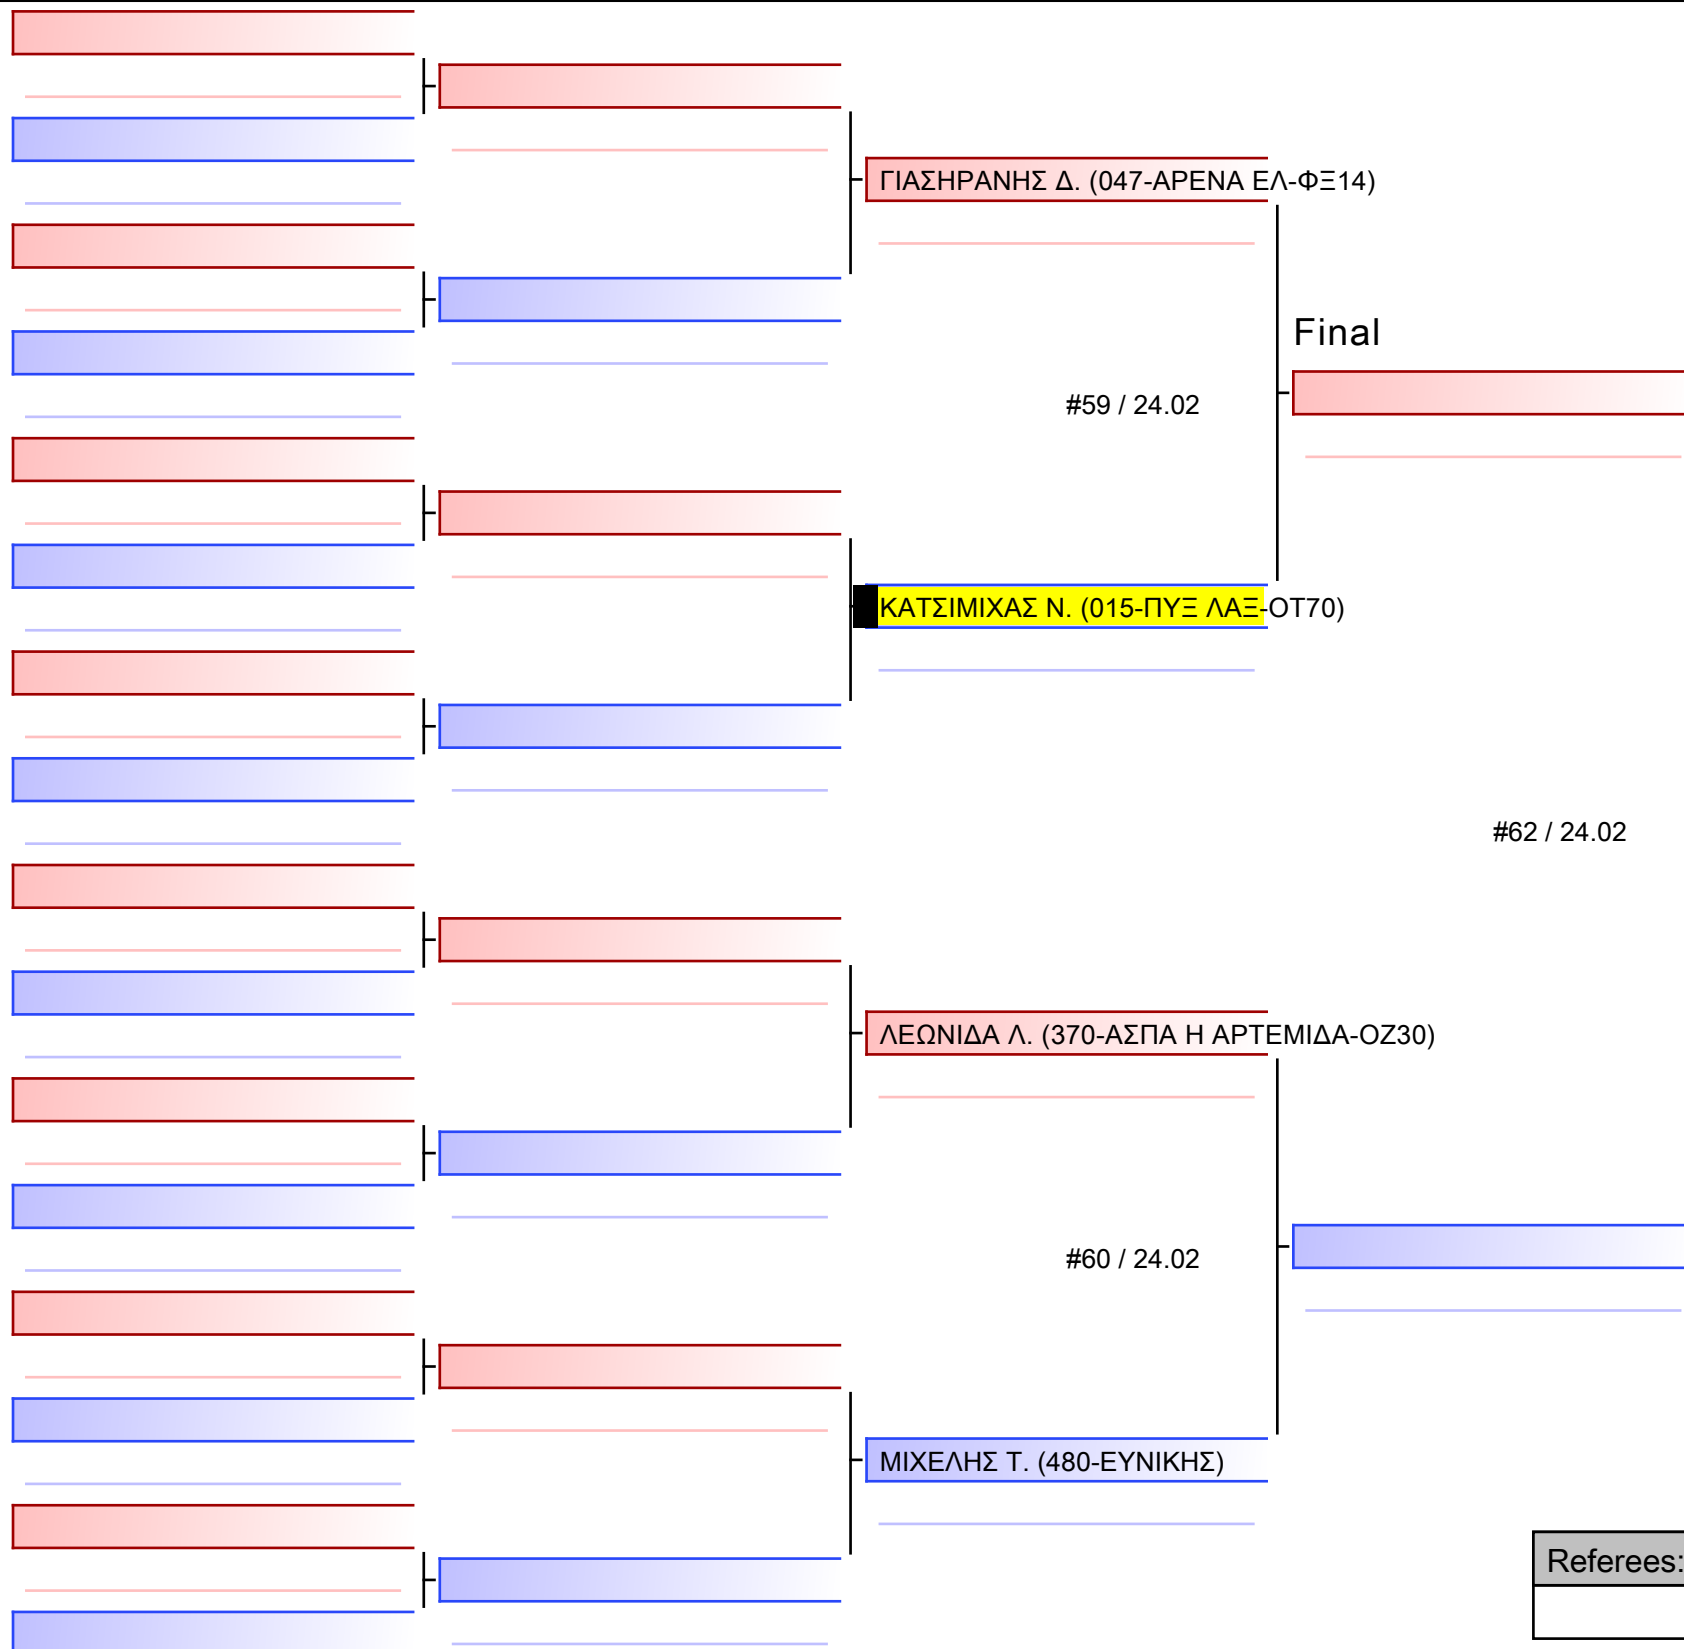 ΓΙΑΣΗΡΑΝΗΣ Δ. (047-ΑΡΕΝΑ ΕΛ-ΦΞ14)
Final
#59 / 24.02
ΚΑΤΣΙΜΙΧΑΣ Ν. (015-ΠΥΞ ΛΑΞ-ΟΤ70)
#62 / 24.02
ΛΕΩΝΙΔΑ Λ. (370-ΑΣΠΑ Η ΑΡΤΕΜΙΔΑ-ΟΖ30)
#60 / 24.02
ΜΙΧΕΛΗΣ Τ. (480-ΕΥΝΙΚΗΣ)
Referees: